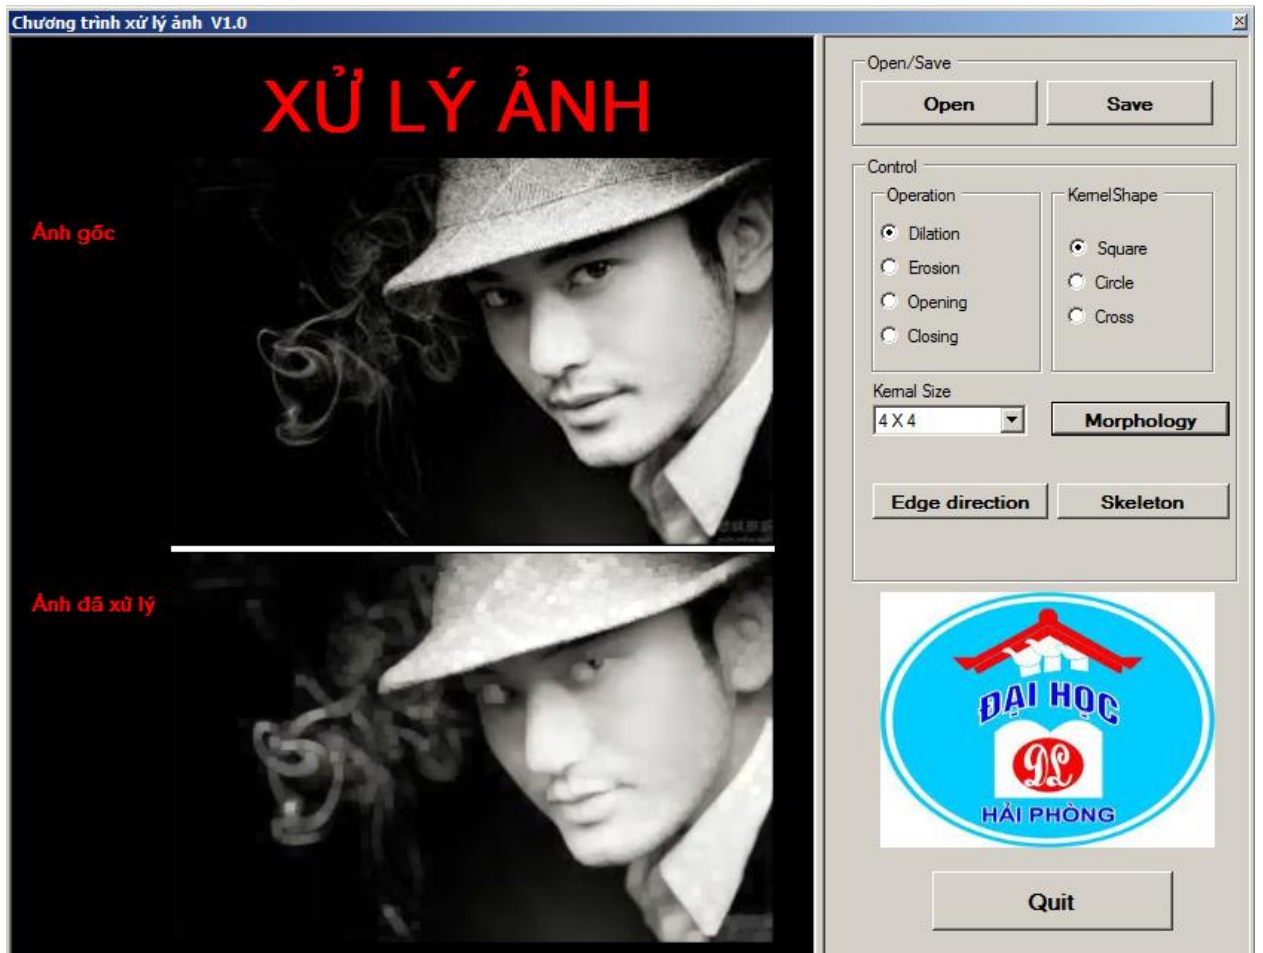 Chương trình xử lý ảnh V1.0
XỬ LÝ ẢNH
Ảnh gốc
Ảnh đã xử lý
Open/Save
Open
Save
Control
Operation
Dilation
Erosion
Opening
Closing
KernelShape
Square
Circle
Cross
Kernal Size
4 X 4
Morphology
Edge direction
Skeleton
ĐẠI HỌC
DL
HẢI PHÒNG
Quit